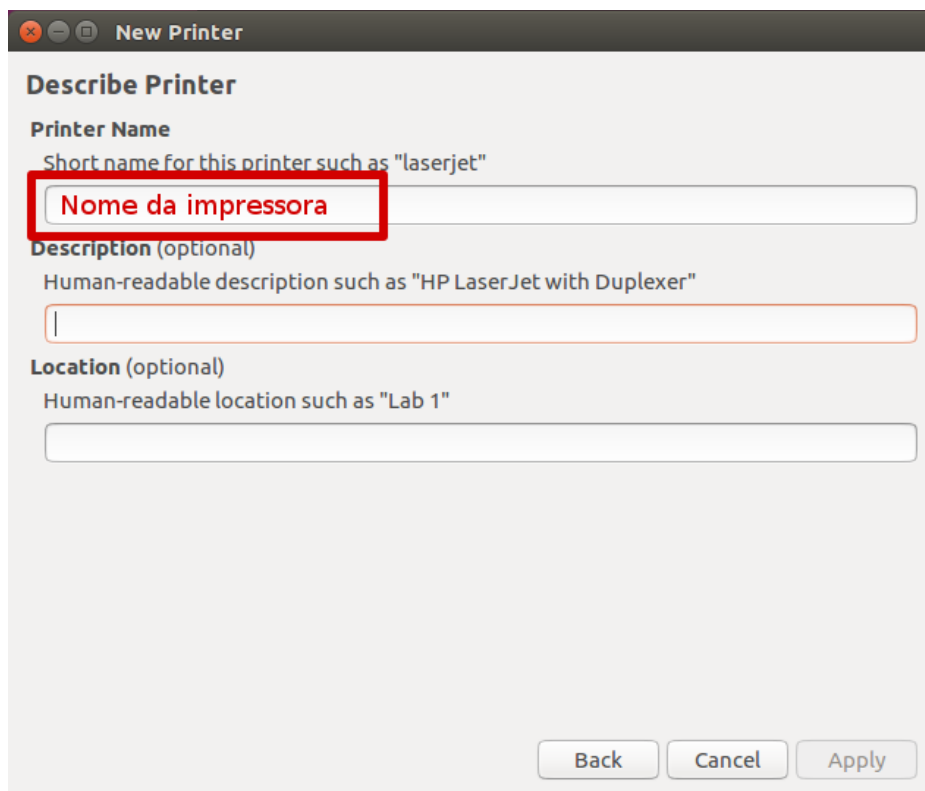 New Printer
Describe Printer
Printer Name
Short name for this printer such as "laserjet"
Nome da impressora
Description (optional)
Human-readable description such as "HP LaserJet with Duplexer"
Location (optional)
Human-readable location such as "Lab 1"
Back Cancel Apply